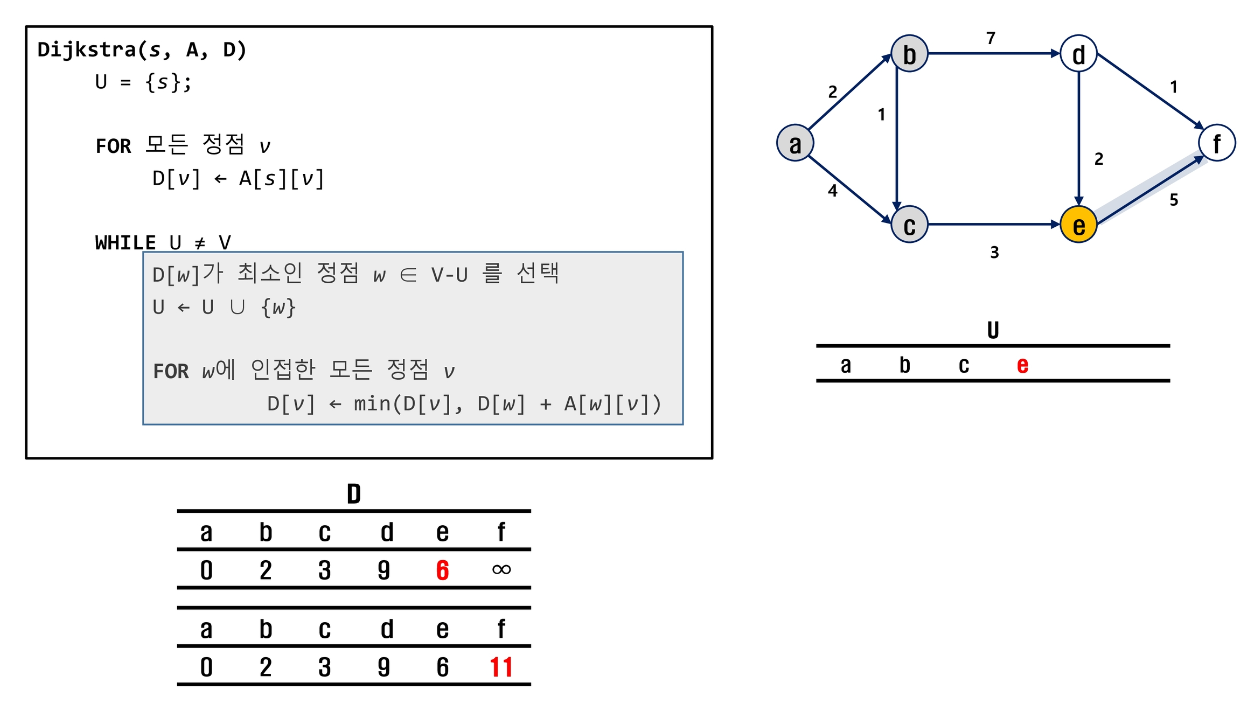 Dijkstra(s, A, D)
U = {s};
FOR 모든 정점 v
D[v] ← A[s][v]
WHILE U ≠ V
D[w]가 최소인 정점 w ∈ V-U 를 선택
U ← U ∪ {w}
FOR w에 인접한 모든 정점 v
D[v] ← min(D[v], D[w] + A[w][v])
7
b
d
2
1
1
a
f
4
2
5
c
e
3
U
a b c e
D
a b c d e f
0 2 3 9 6 ∞
a b c d e f
0 2 3 9 6 11